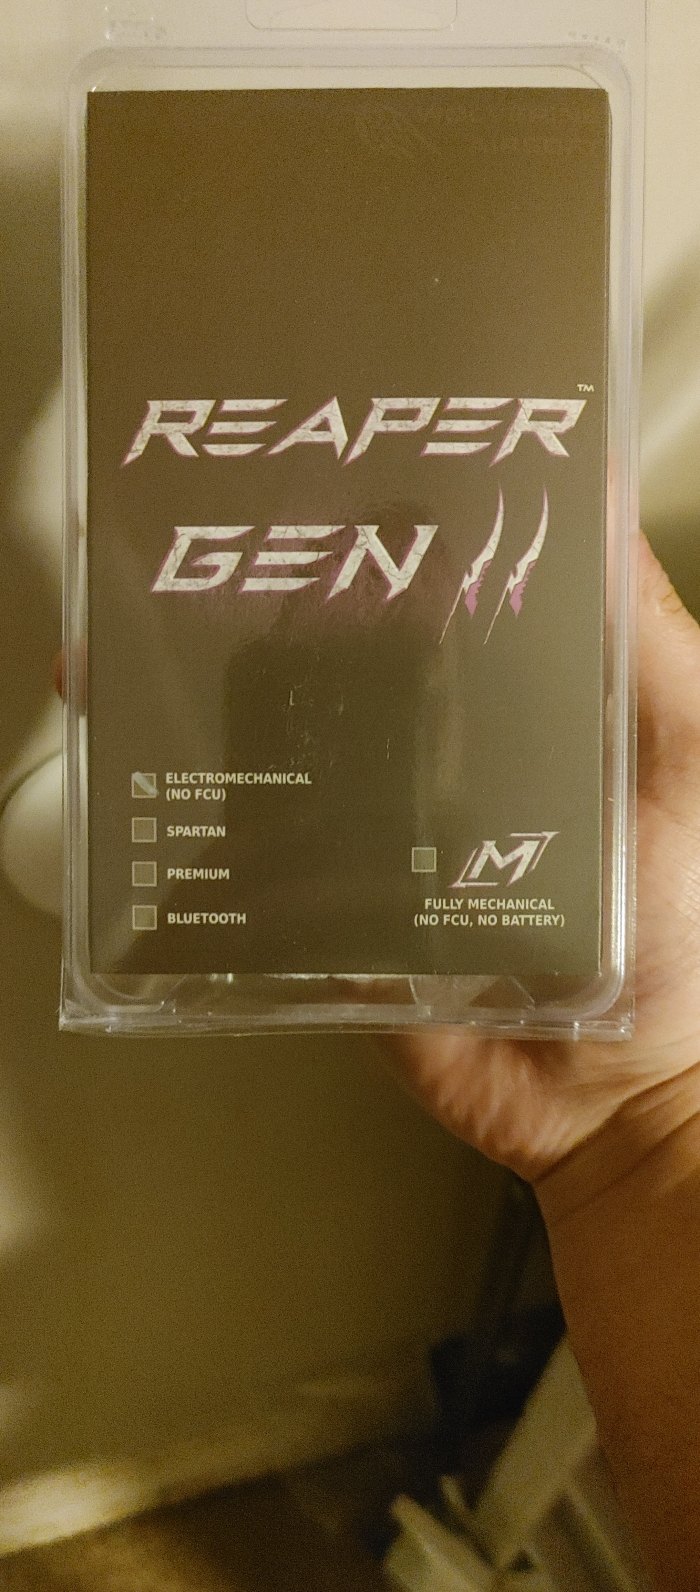 REAPER™
GEN II
ELECTROMECHANICAL
(NO FCU)
SPARTAN
PREMIUM
BLUETOOTH
M
FULLY MECHANICAL
(NO FCU, NO BATTERY)